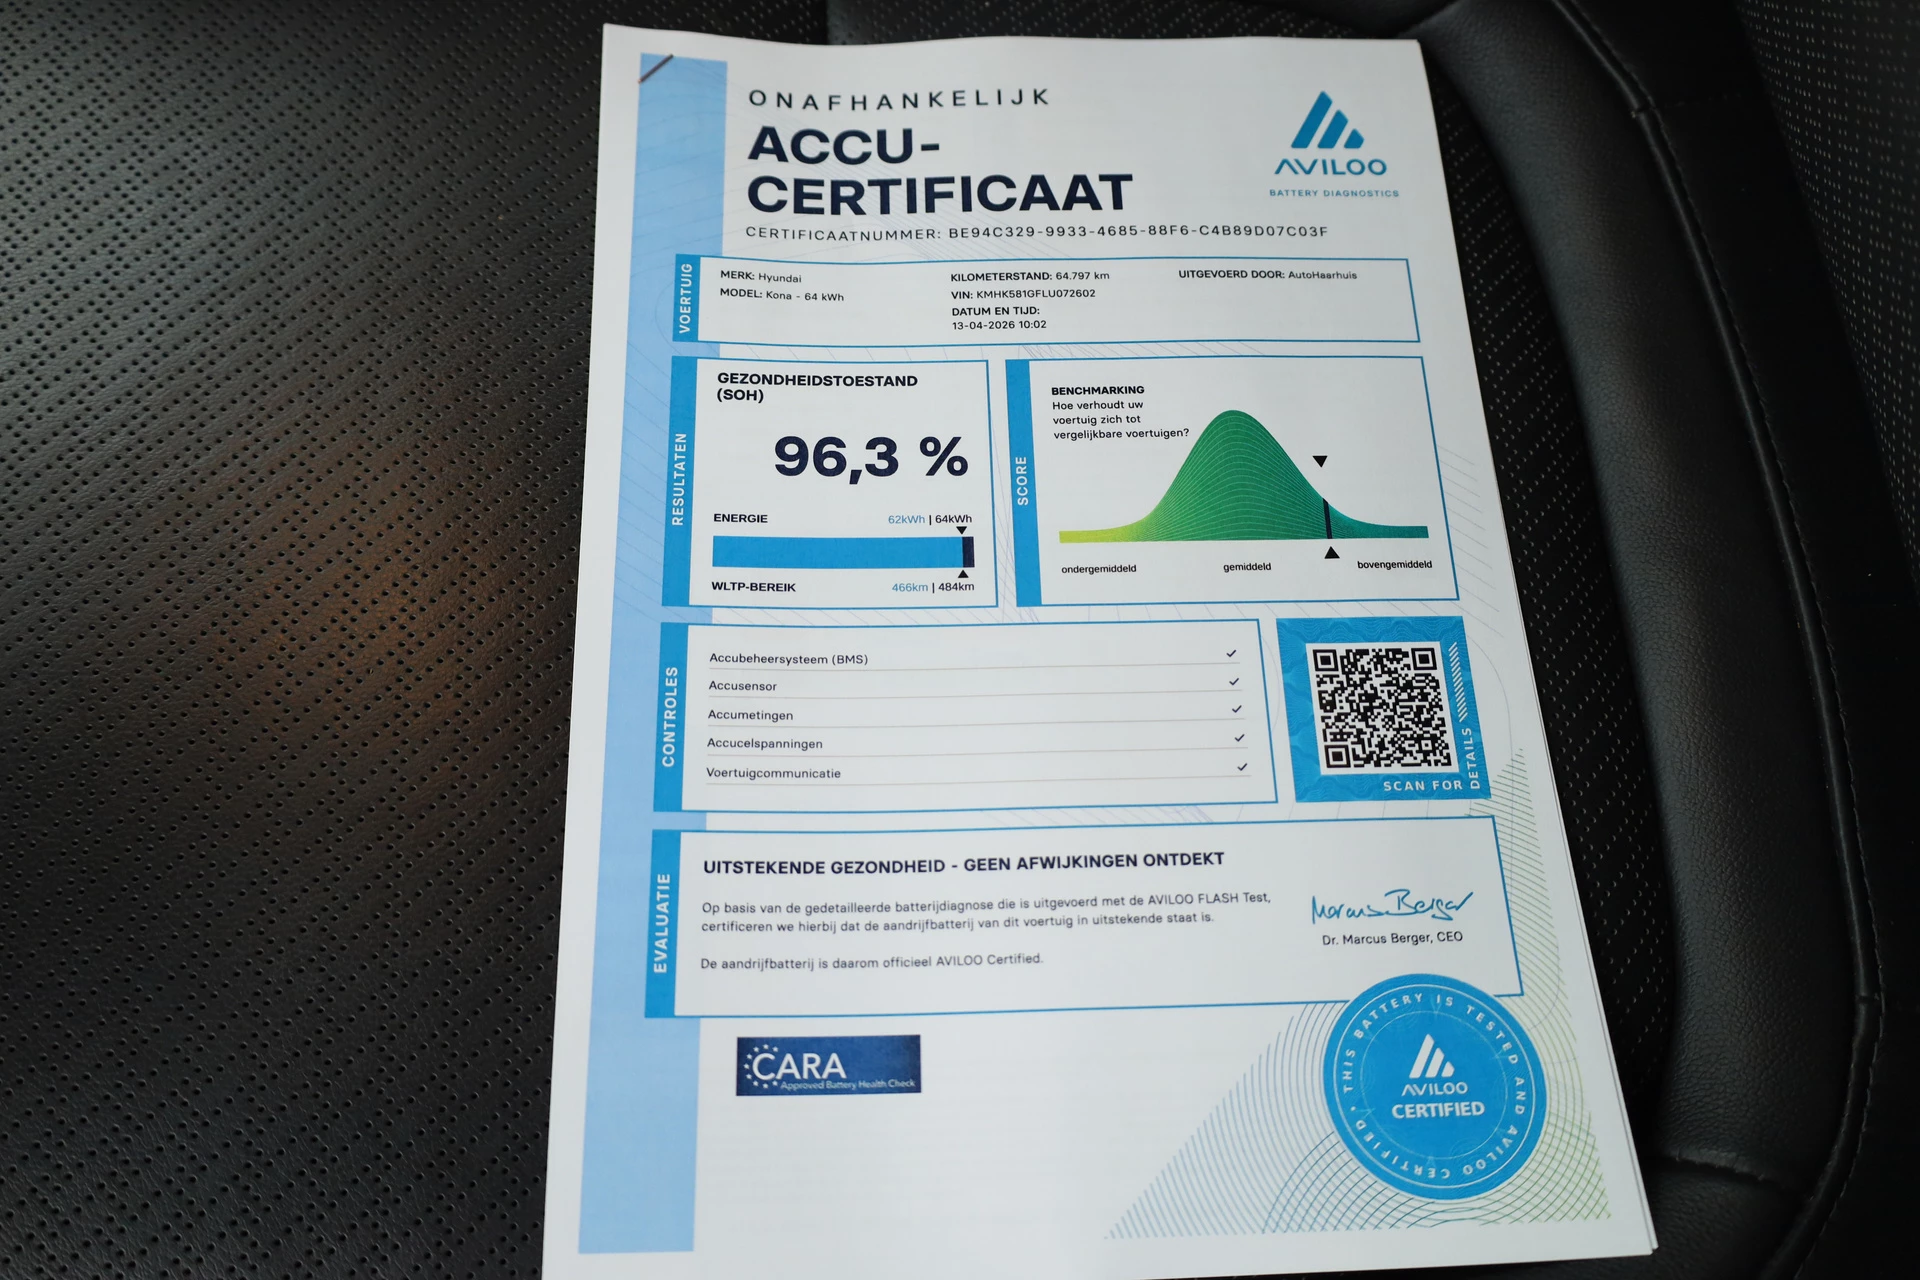 ONAFHANKELIJK
ACCU-
CERTIFICAAT
CERTIFICAATNUMMER: BE94C329-9933-4685-88F6-C4B89D07C03F
AVILOO
BATTERY DIAGNOSTICS
VOERTUIG
MERK: Hyundai
MODEL: Kona - 64 kWh
KILOMETERSTAND: 64.797 km
VIN: KMHK581GFLU072602
DATUM EN TIJD:
13-04-2026 10:02
UITGEVOERD DOOR: AutoHaarhuis
RESULTATEN
GEZONDHEIDSTOESTAND
(SOH)
96,3 %
ENERGIE 62kWh | 64kWh
WLTP-BEREIK 466km | 484km
SCORE
BENCHMARKING
Hoe verhoudt uw
voertuig zich tot
vergelijkbare voertuigen?
ondergemiddeld gemiddeld bovengemiddeld
CONTROLES
Accubeheersysteem (BMS)
Accusensor
Accumetingen
Accucelspanningen
Voertuigcommunicatie
SCAN FOR
DETAILS
EVALUATIE
UITSTEKENDE GEZONDHEID - GEEN AFWIJKINGEN ONTDEKT
Op basis van de gedetailleerde batterijdiagnose die is uitgevoerd met de AVILOO FLASH Test,
certificeren we hierbij dat de aandrijfbatterij van dit voertuig in uitstekende staat is.
De aandrijfbatterij is daarom officieel AVILOO Certified.
Marcus Berger
Dr. Marcus Berger, CEO
CARA
Approved Battery Health Check
THIS BATTERY IS TESTED AND AVILOO CERTIFIED
AVILOO
CERTIFIED